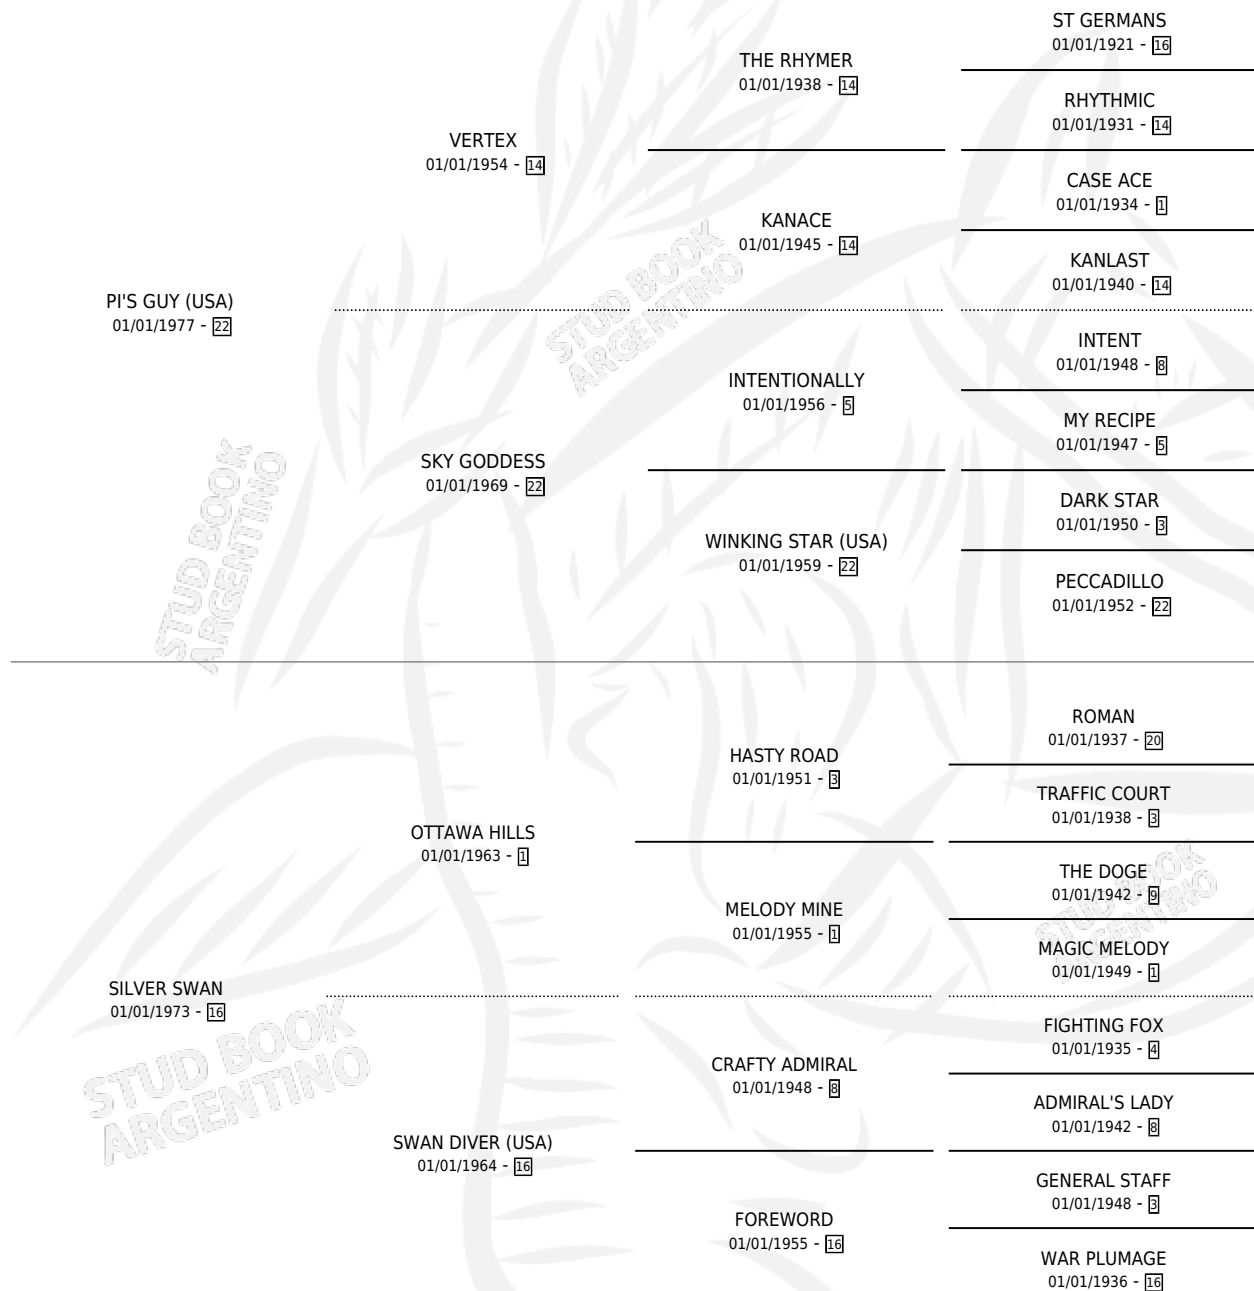 ST GERMANS
01/01/1921 - 16
THE RHYMER
01/01/1938 - 14
RHYTHMIC
01/01/1931 - 14
VERTEX
01/01/1954 - 14
CASE ACE
01/01/1934 - 1
KANACE
01/01/1945 - 14
KANLAST
01/01/1940 - 14
PI'S GUY (USA)
01/01/1977 - 22
INTENT
01/01/1948 - 8
INTENTIONALLY
01/01/1956 - 5
MY RECIPE
01/01/1947 - 5
SKY GODDESS
01/01/1969 - 22
DARK STAR
01/01/1950 - 3
WINKING STAR (USA)
01/01/1959 - 22
PECCADILLO
01/01/1952 - 22
ROMAN
01/01/1937 - 20
HASTY ROAD
01/01/1951 - 3
TRAFFIC COURT
01/01/1938 - 3
OTTAWA HILLS
01/01/1963 - 1
THE DOGE
01/01/1942 - 9
MELODY MINE
01/01/1955 - 1
MAGIC MELODY
01/01/1949 - 1
SILVER SWAN
01/01/1973 - 16
FIGHTING FOX
01/01/1935 - 4
CRAFTY ADMIRAL
01/01/1948 - 8
ADMIRAL'S LADY
01/01/1942 - 8
SWAN DIVER (USA)
01/01/1964 - 16
GENERAL STAFF
01/01/1948 - 3
FOREWORD
01/01/1955 - 16
WAR PLUMAGE
01/01/1936 - 16
STUD BOOK
ARGENTINO
STUD BOOK
ARGENTINO
STUD BOOK
ARGENTINO
STUD BOOK
ARGENTINO